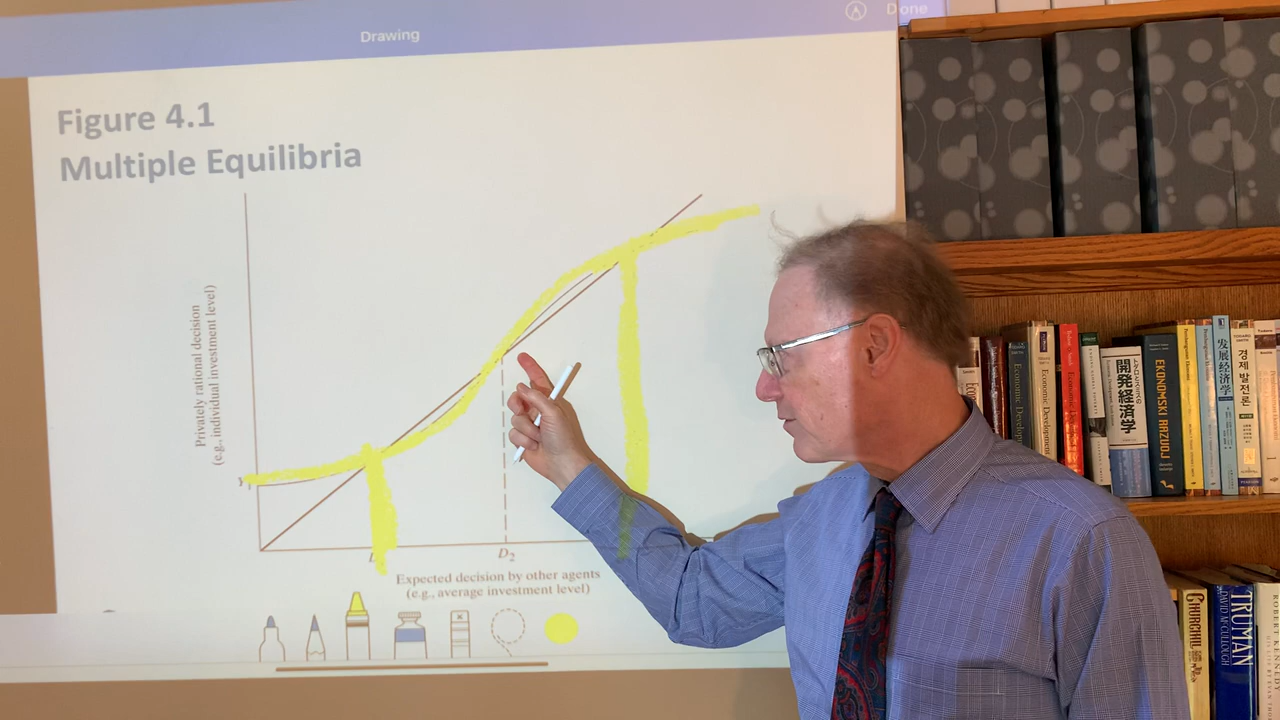 Drawing
Done
Figure 4.1
Multiple Equilibria
Privately rational decision
(e.g., individual investment level)
D2
Expected decision by other agents
(e.g., average investment level)
Economic Development
開発経済学
EKONOMSKI RAZVOJ
发展经济学
경제발전론
CHURCHILL
TRUMAN
DAVID McCULLOUGH
ROBERT KENNEDY